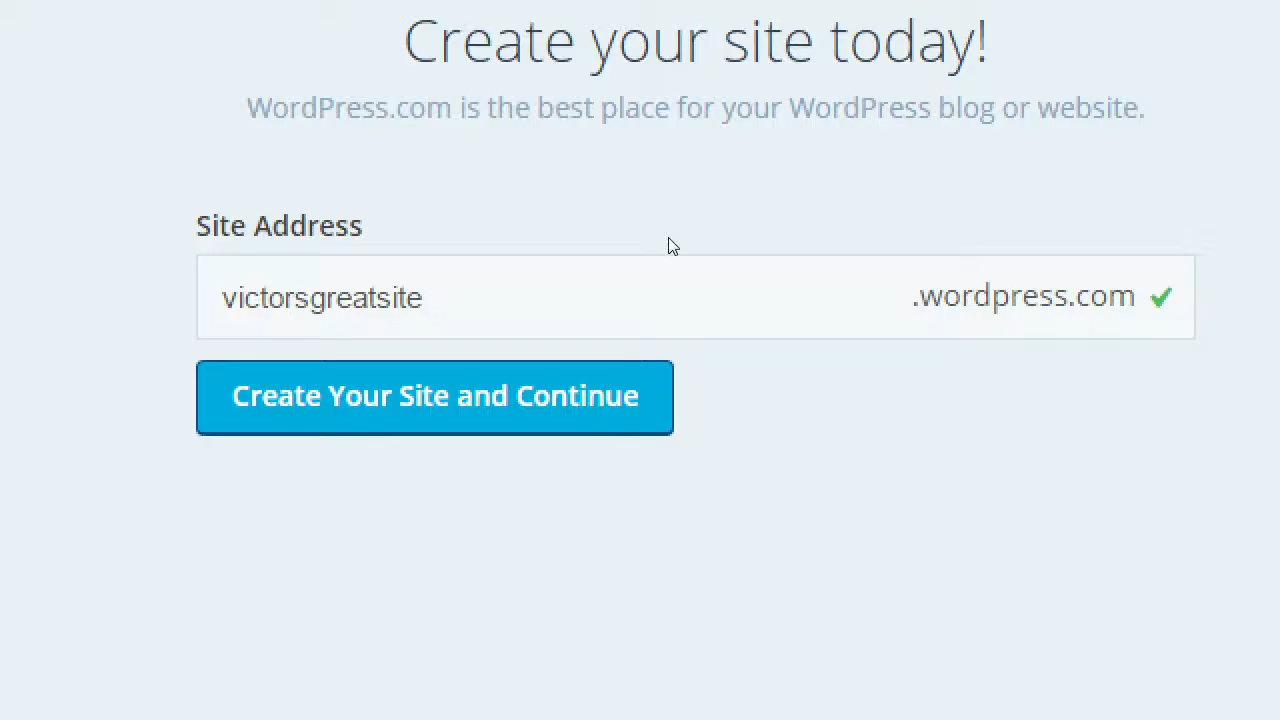 Create your site today!
WordPress.com is the best place for your WordPress blog or website.
Site Address
victorsgreatsite .wordpress.com
Create Your Site and Continue